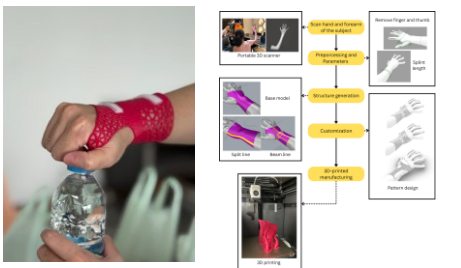 Scan hand and forearm
of the subject
Portable 3D scanner
Remove finger and thumb
Preprocessing and
Parameters
Spline
length
Structure generation
Base model
Customization
Split line
Beam line
3D-printed
manufacturing
Pattern design
3D printing